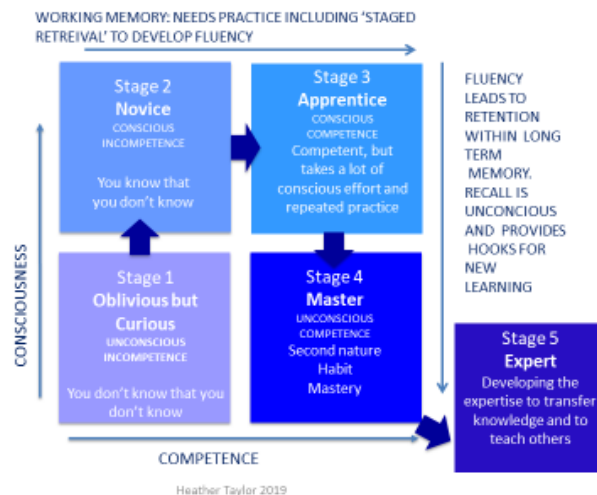 WORKING MEMORY: NEEDS PRACTICE INCLUDING 'STAGED
RETREIVAL' TO DEVELOP FLUENCY
Stage 2
Novice
CONSCIOUS
INCOMPETENCE
You know that
you don't know
Stage 3
Apprentice
CONSCIOUS
COMPETENCE
Competent, but
takes a lot of
conscious effort and
repeated practice
FLUENCY
LEADS TO
RETENTION
WITHIN LONG
TERM
MEMORY.
RECALL IS
UNCONCIOUS
AND PROVIDES
HOOKS FOR
NEW
LEARNING
CONSCIOUSNESS
Stage 1
Oblivious but
Curious
UNCONSCIOUS
INCOMPETENCE
You don't know that you
don't know
Stage 4
Master
UNCONSCIOUS
COMPETENCE
Second nature
Habit
Mastery
Stage 5
Expert
Developing the
expertise to transfer
knowledge and to
teach others
COMPETENCE
Heather Taylor 2019